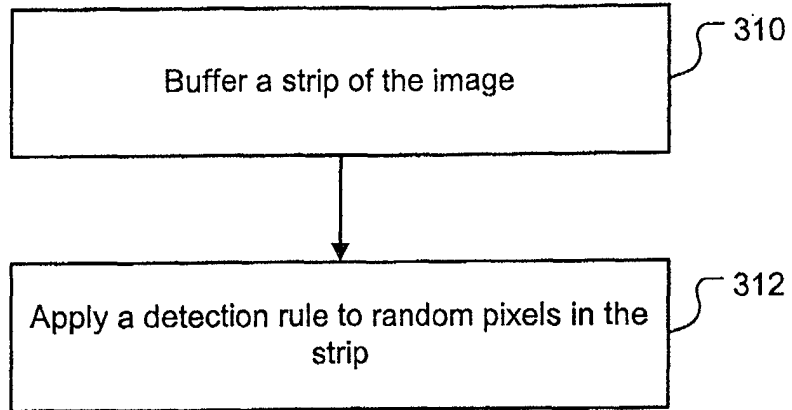 310
Buffer a strip of the image
312
Apply a detection rule to random pixels in the
strip